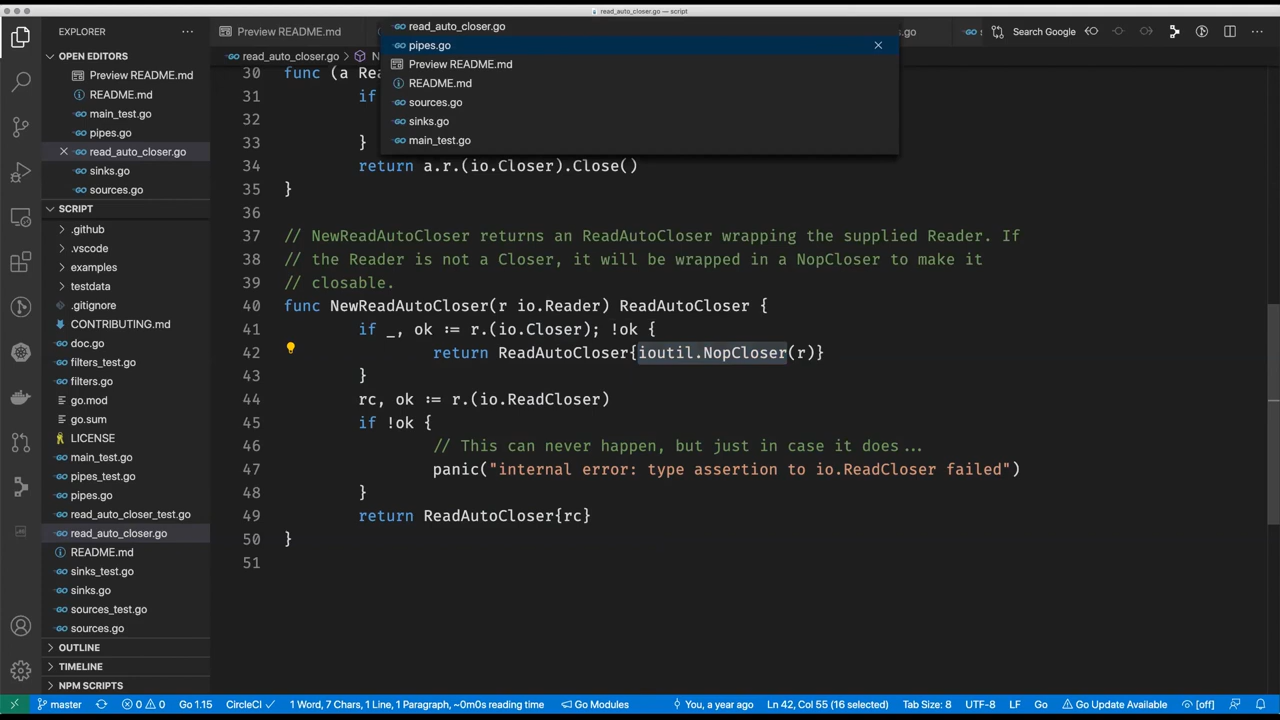 read_auto_closer.go — script
EXPLORER
Preview README.md
Search Google
read_auto_closer.go
pipes.go
Preview README.md
README.md
sources.go
sinks.go
main_test.go
OPEN EDITORS
Preview README.md
README.md
main_test.go
pipes.go
read_auto_closer.go
sinks.go
sources.go
SCRIPT
.github
.vscode
examples
testdata
.gitignore
CONTRIBUTING.md
doc.go
filters_test.go
filters.go
go.mod
go.sum
LICENSE
main_test.go
pipes_test.go
pipes.go
read_auto_closer_test.go
read_auto_closer.go
README.md
sinks_test.go
sinks.go
sources_test.go
sources.go
OUTLINE
TIMELINE
NPM SCRIPTS
read_auto_closer.go
30 func (a Rea
31 if
32
33 }
34 return a.r.(io.Closer).Close()
35 }
36
37 // NewReadAutoCloser returns an ReadAutoCloser wrapping the supplied Reader. If
38 // the Reader is not a Closer, it will be wrapped in a NopCloser to make it
39 // closable.
40 func NewReadAutoCloser(r io.Reader) ReadAutoCloser {
41 if _, ok := r.(io.Closer); !ok {
42 return ReadAutoCloser{ioutil.NopCloser(r)}
43 }
44 rc, ok := r.(io.ReadCloser)
45 if !ok {
46 // This can never happen, but just in case it does...
47 panic("internal error: type assertion to io.ReadCloser failed")
48 }
49 return ReadAutoCloser{rc}
50 }
51
master 0 0 Go 1.15 CircleCI ✓ 1 Word, 7 Chars, 1 Line, 1 Paragraph, ~0m0s reading time Go Modules You, a year ago Ln 42, Col 55 (16 selected) Tab Size: 8 UTF-8 LF Go Go Update Available [off]